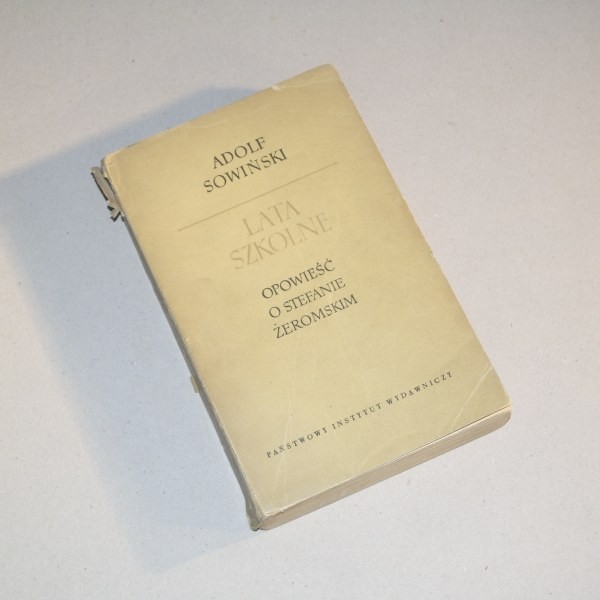 ADOLF
SOWIŃSKI
LATA
SZKOLNE
OPOWIEŚĆ
O STEFANIE
ŻEROMSKIM
PAŃSTWOWY INSTYTUT WYDAWNICZY